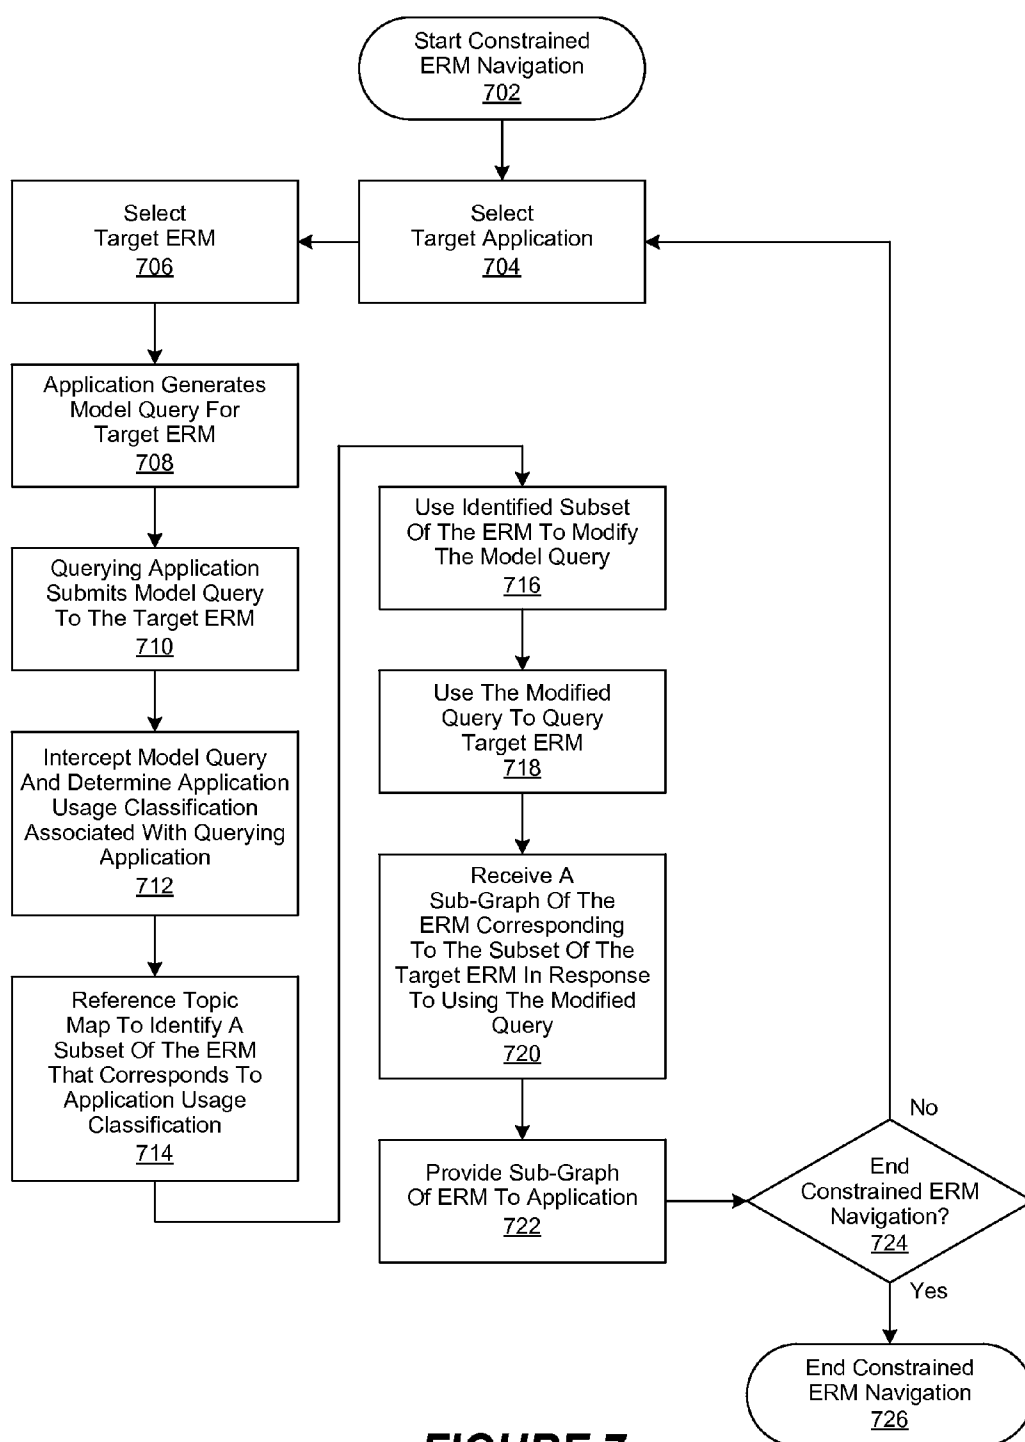 Start Constrained
ERM Navigation
702
Select
Target Application
704
Select
Target ERM
706
Application Generates
Model Query For
Target ERM
708
Querying Application
Submits Model Query
To The Target ERM
710
Intercept Model Query
And Determine Application
Usage Classification
Associated With Querying
Application
712
Reference Topic
Map To Identify A
Subset Of The ERM
That Corresponds To
Application Usage
Classification
714
Use Identified Subset
Of The ERM To Modify
The Model Query
716
Use The Modified
Query To Query
Target ERM
718
Receive A
Sub-Graph Of The
ERM Corresponding
To The Subset Of The
Target ERM In Response
To Using The Modified
Query
720
Provide Sub-Graph
Of ERM To Application
722
No
End
Constrained ERM
Navigation?
724
Yes
End Constrained
ERM Navigation
726
FIGURE 7